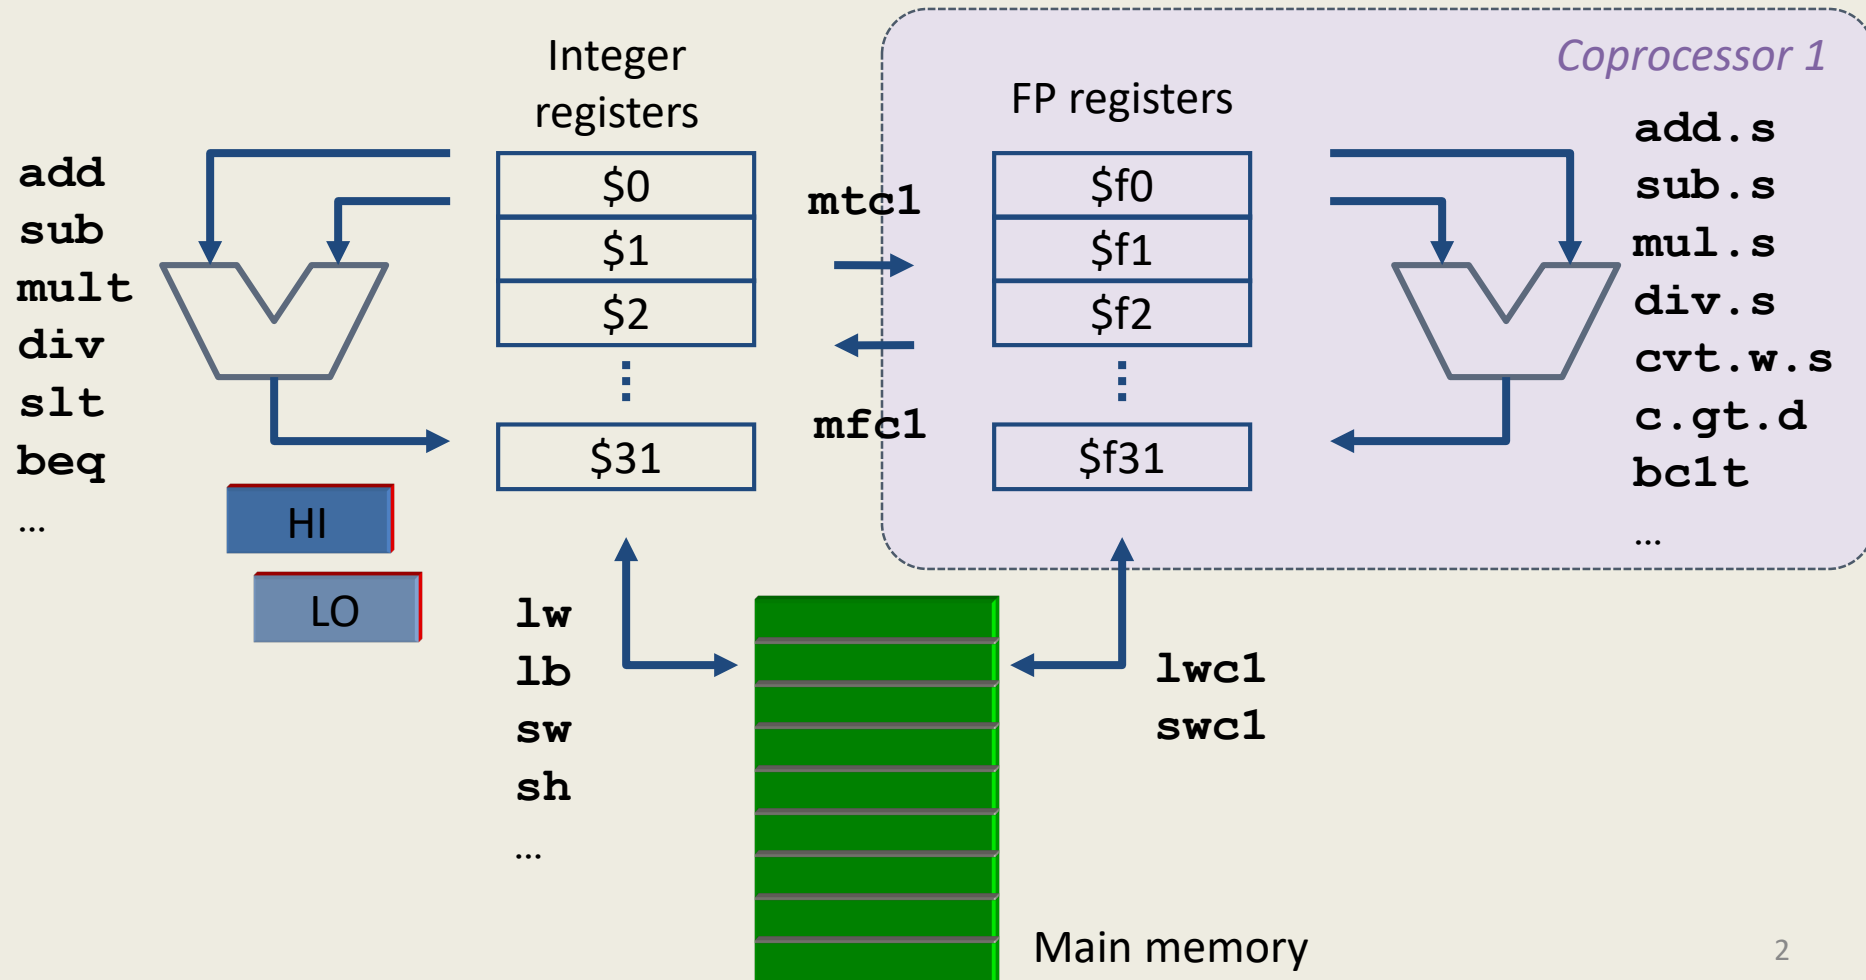 Integer
registers
FP registers
Coprocessor 1
add
sub
mult
div
slt
beq
…
HI
LO
$0
$1
$2
$31
mtc1
mfc1
$f0
$f1
$f2
$f31
add.s
sub.s
mul.s
div.s
cvt.w.s
c.gt.d
bc1t
…
lw
lb
sw
sh
…
lwc1
swc1
Main memory
2